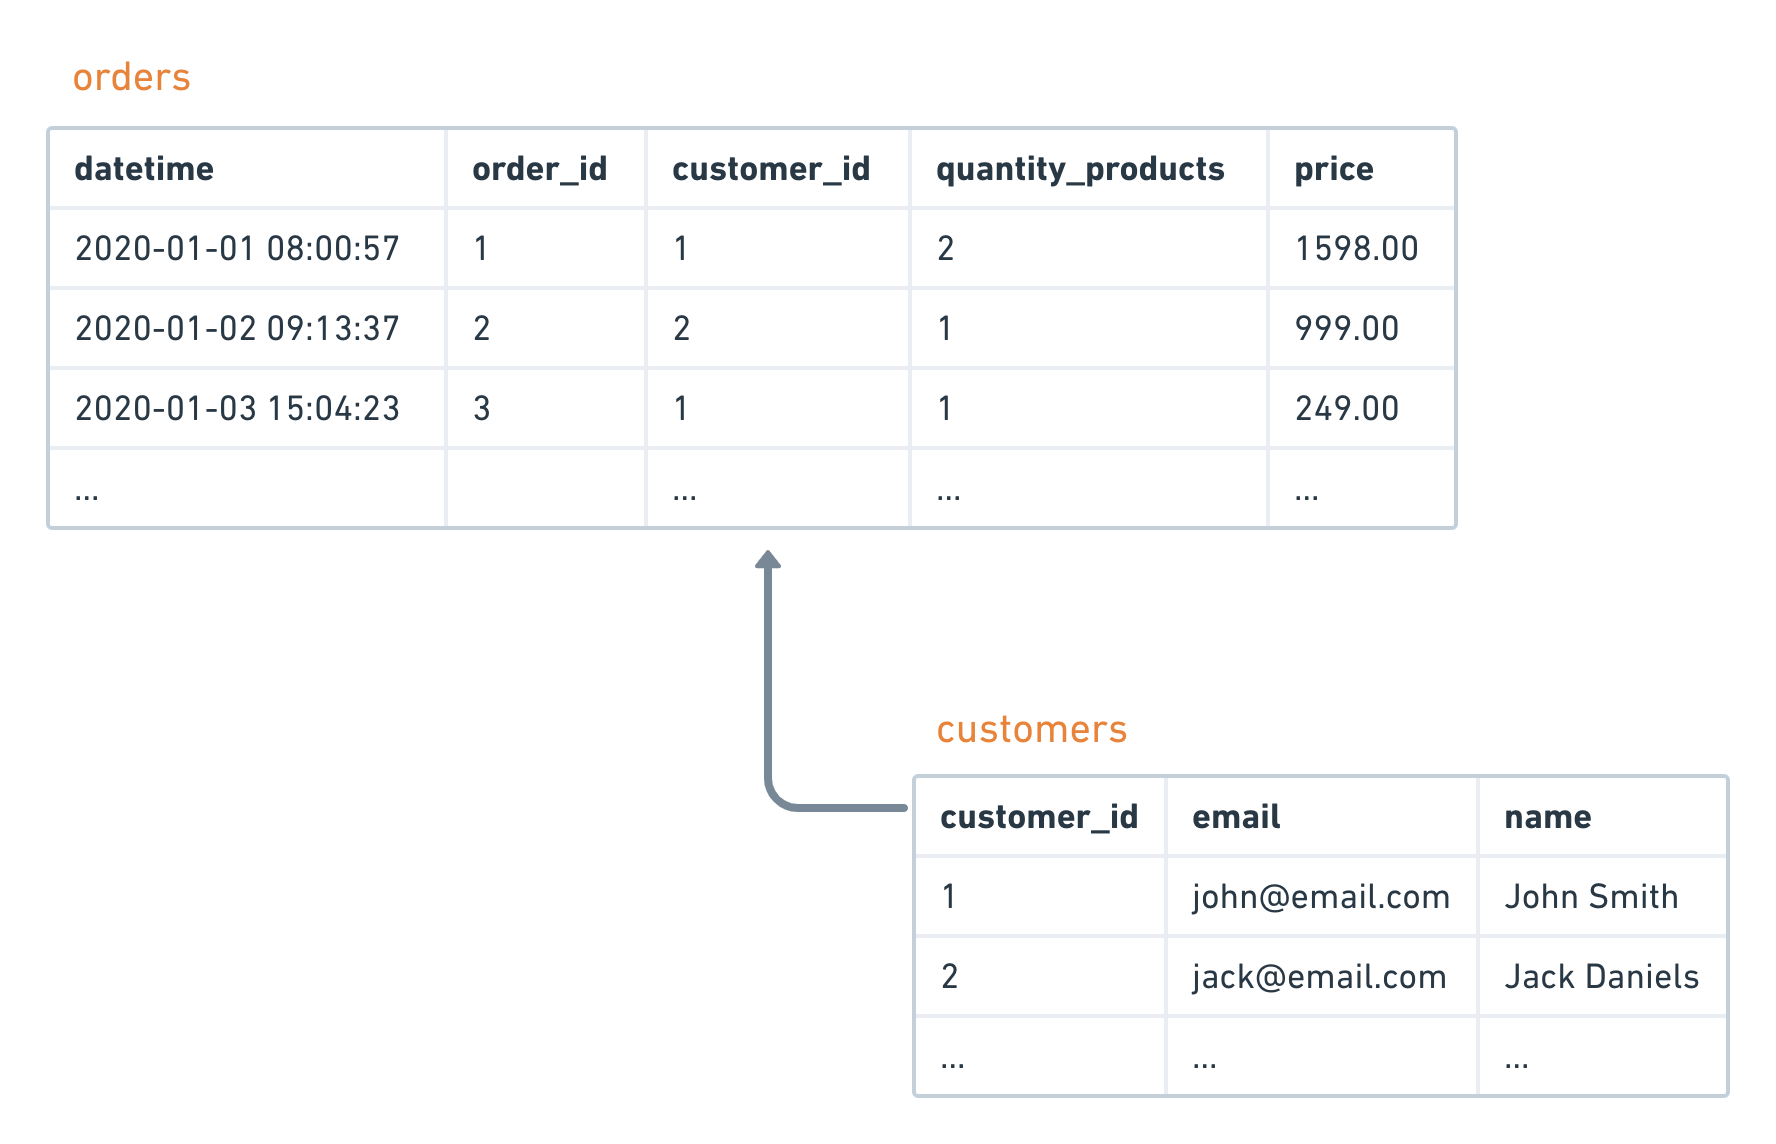 orders
datetime order_id customer_id quantity_products price
2020-01-01 08:00:57 1 1 2 1598.00
2020-01-02 09:13:37 2 2 1 999.00
2020-01-03 15:04:23 3 1 1 249.00
... ... ... ...
customers
customer_id email name
1 john@email.com John Smith
2 jack@email.com Jack Daniels
... ... ...